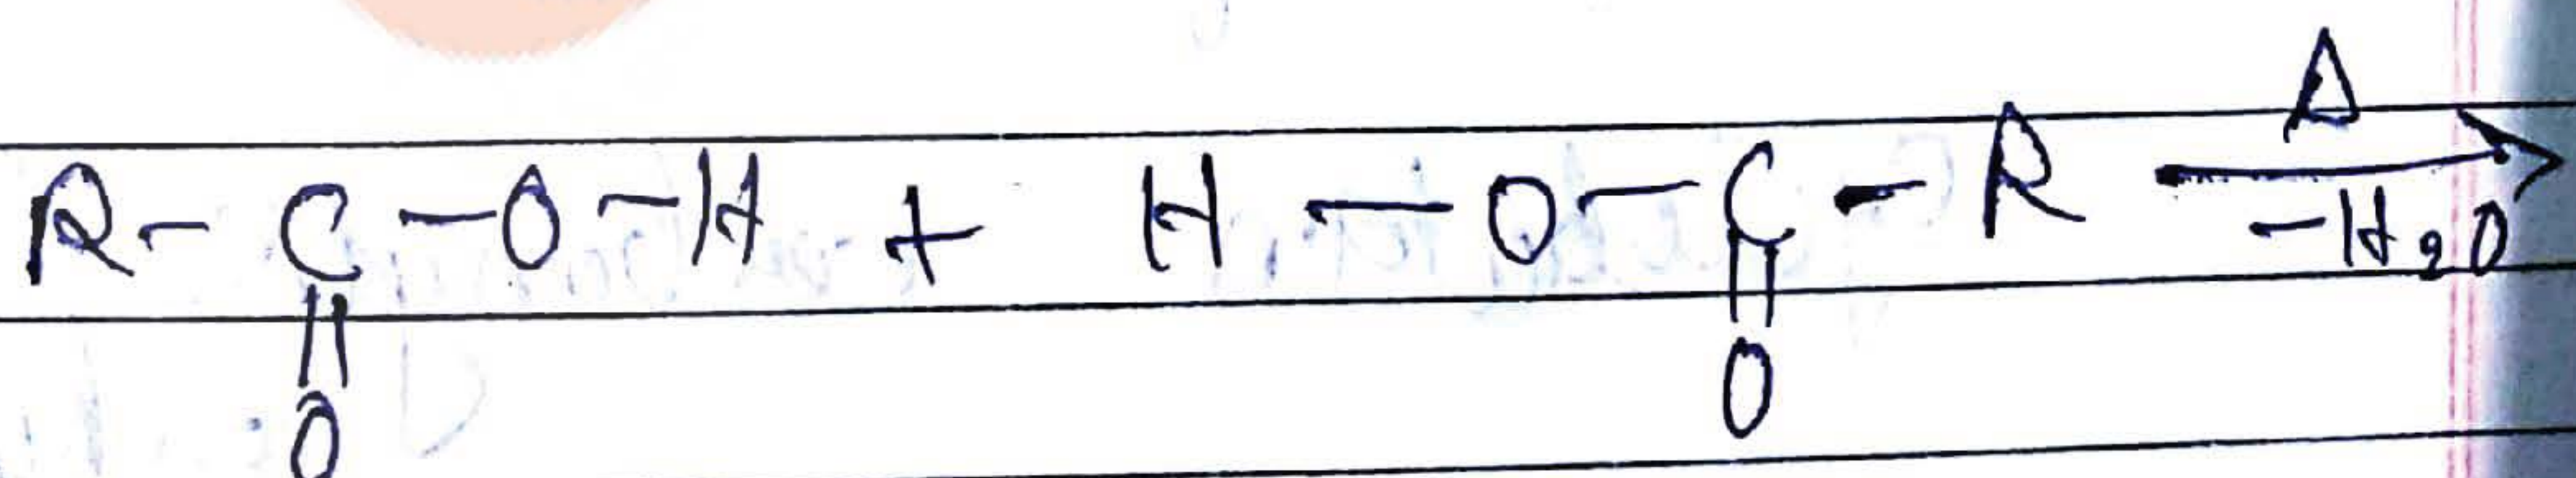 Δ
R - C - O - H + H - O - C - R →
-H₂O
|| ||
O O